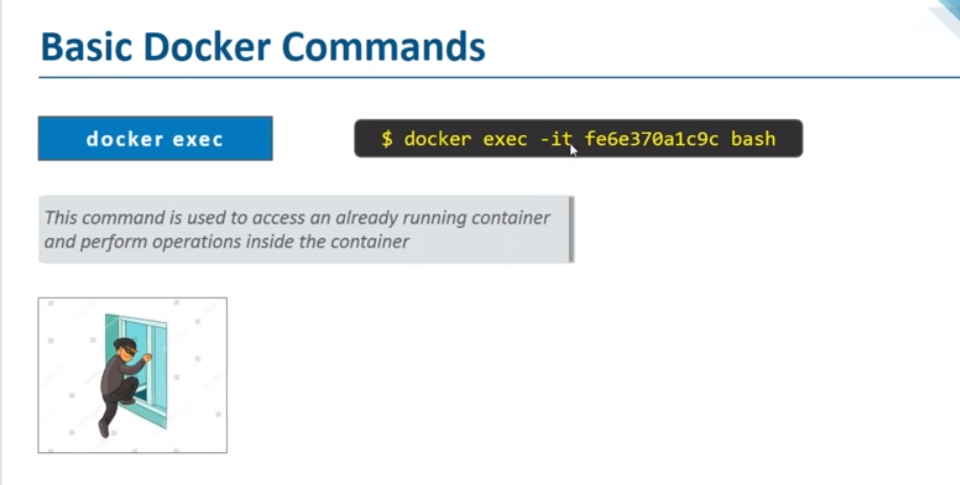 Basic Docker Commands
docker exec
$ docker exec -it fe6e370a1c9c bash
This command is used to access an already running container
and perform operations inside the container